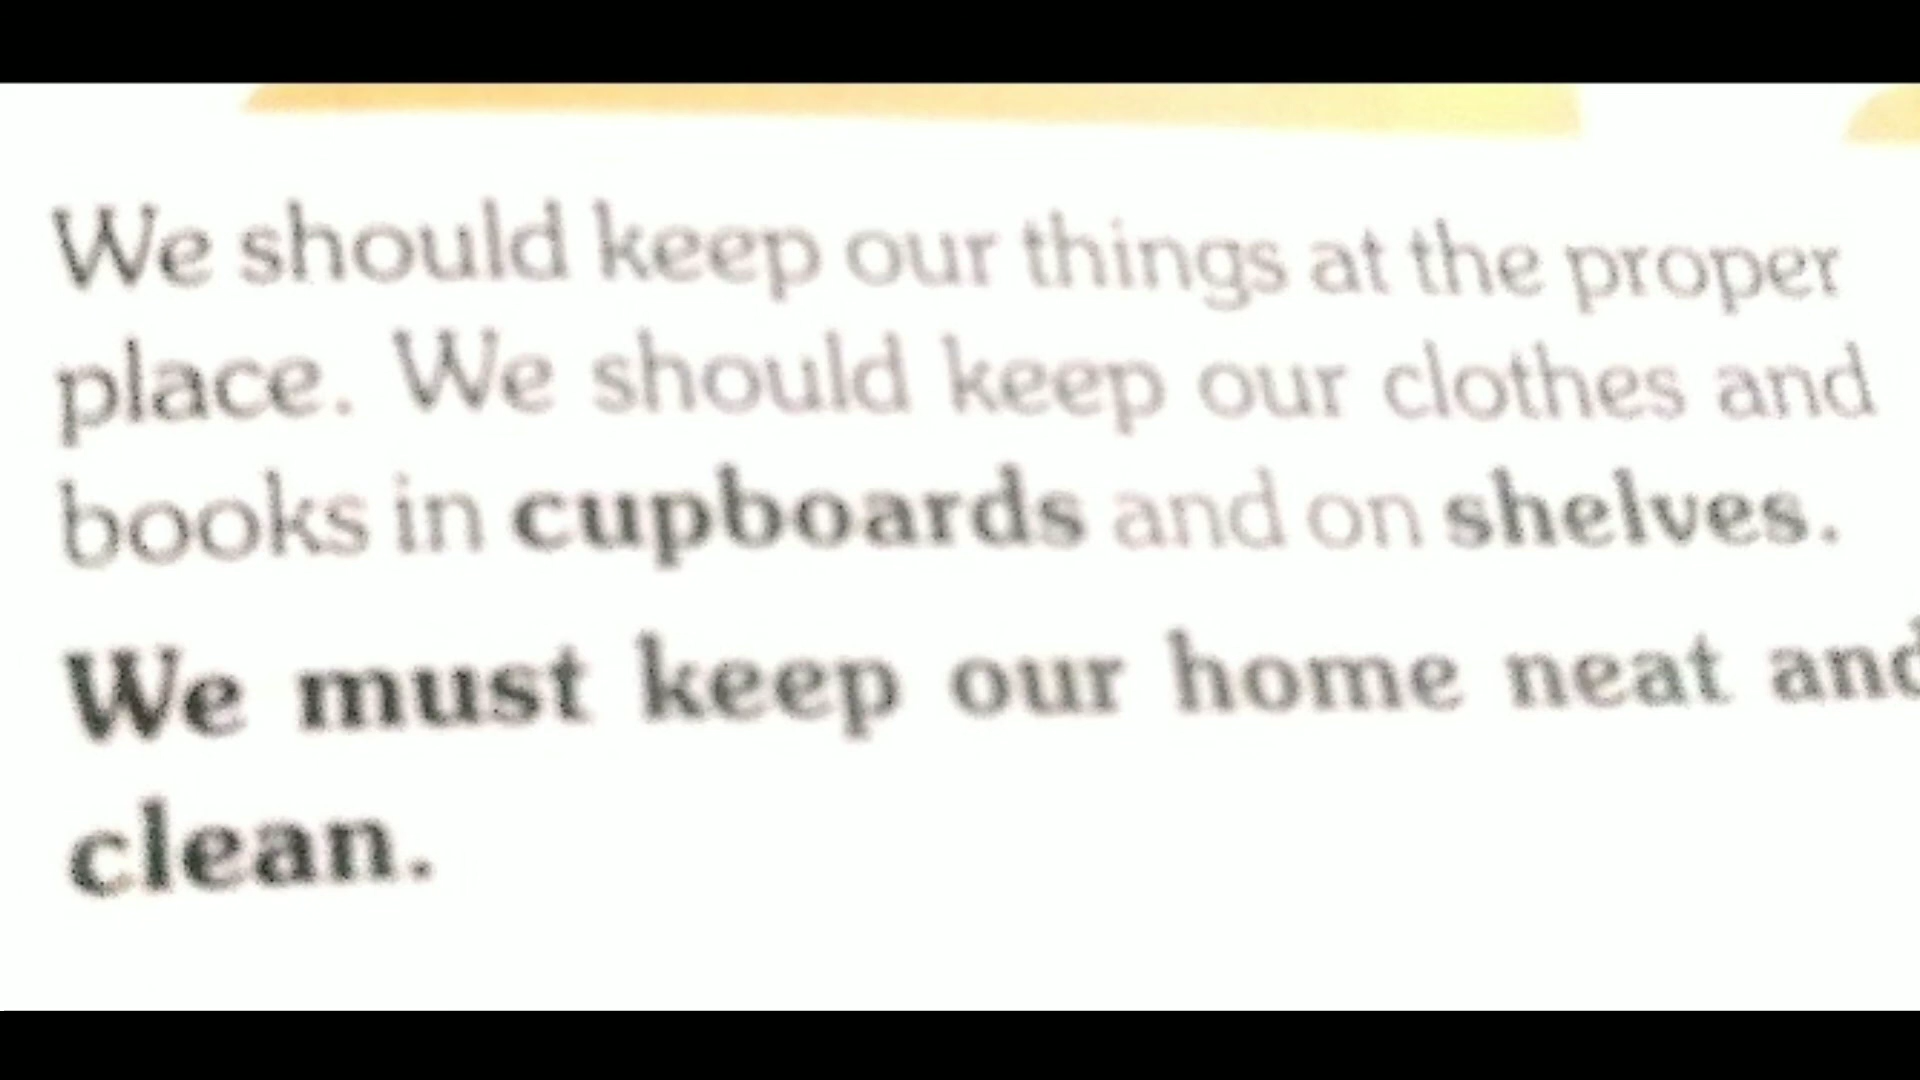 We should keep our things at the proper
place. We should keep our clothes and
books in cupboards and on shelves.
We must keep our home neat and
clean.